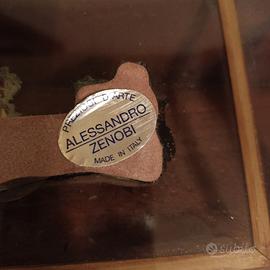 PREZIOSI D'ARTE
ALESSANDRO
ZENOBI
MADE IN ITALY
subito